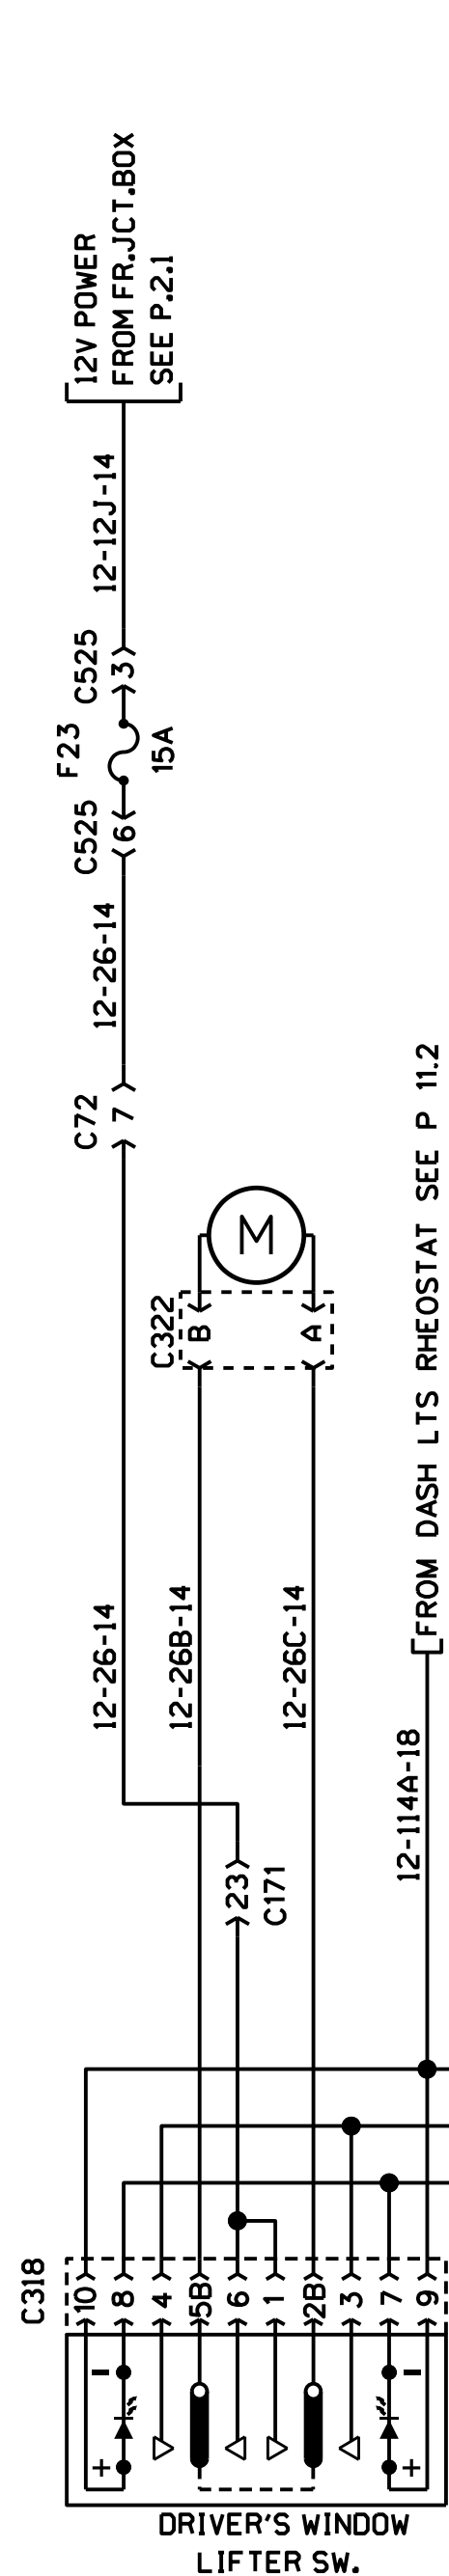 12V POWER
FROM FR.JCT.BOX
SEE P.2.1
12-12J-14
C525
3
F23
15A
C525
6
12-26-14
C72
7
M
C322
B
A
12-26-14
12-26B-14
12-26C-14
FROM DASH LTS RHEOSTAT SEE P 11.2
12-114A-18
23
C171
C318
10
8
4
5B
6
1
2B
3
7
9
- +
- +
DRIVER'S WINDOW
LIFTER SW.